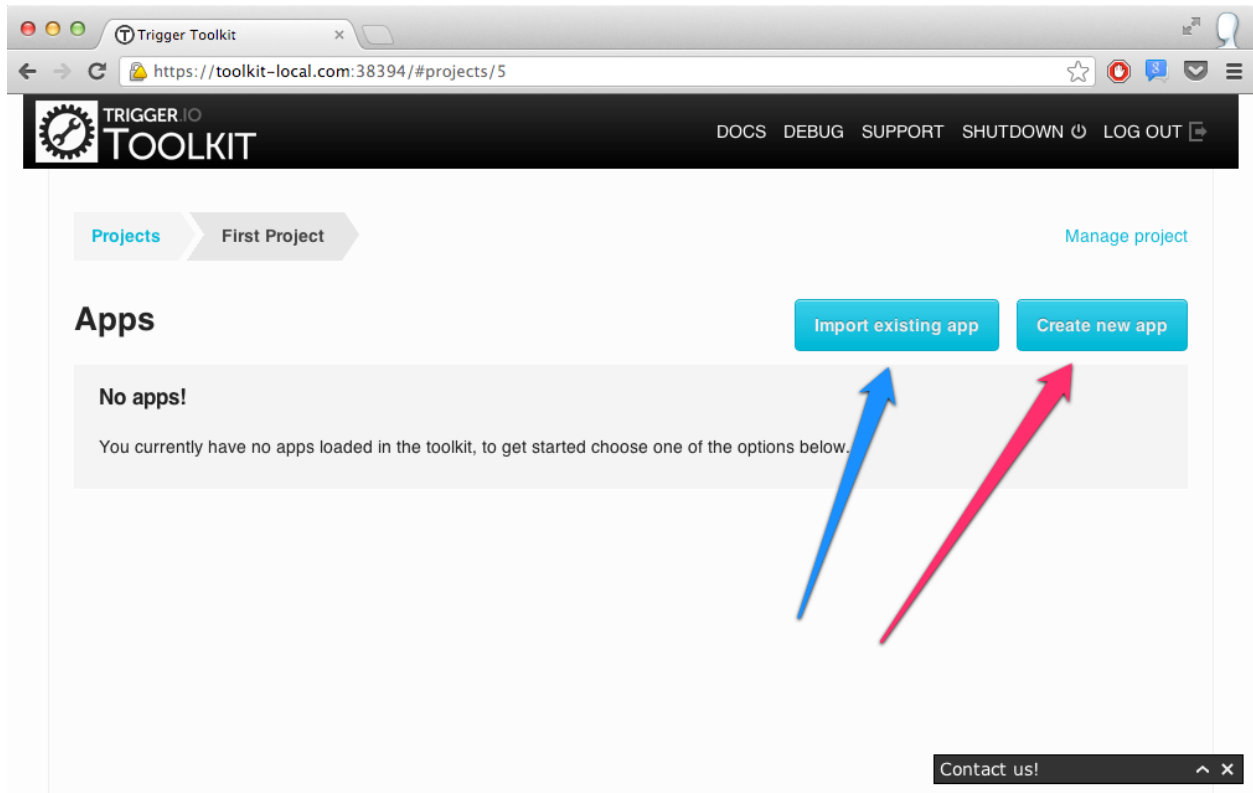 Trigger Toolkit
https://toolkit-local.com:38394/#projects/5
TRIGGER.IO
TOOLKIT
DOCS DEBUG SUPPORT SHUTDOWN LOG OUT
Projects First Project Manage project
Apps Import existing app Create new app
No apps!
You currently have no apps loaded in the toolkit, to get started choose one of the options below.
Contact us!